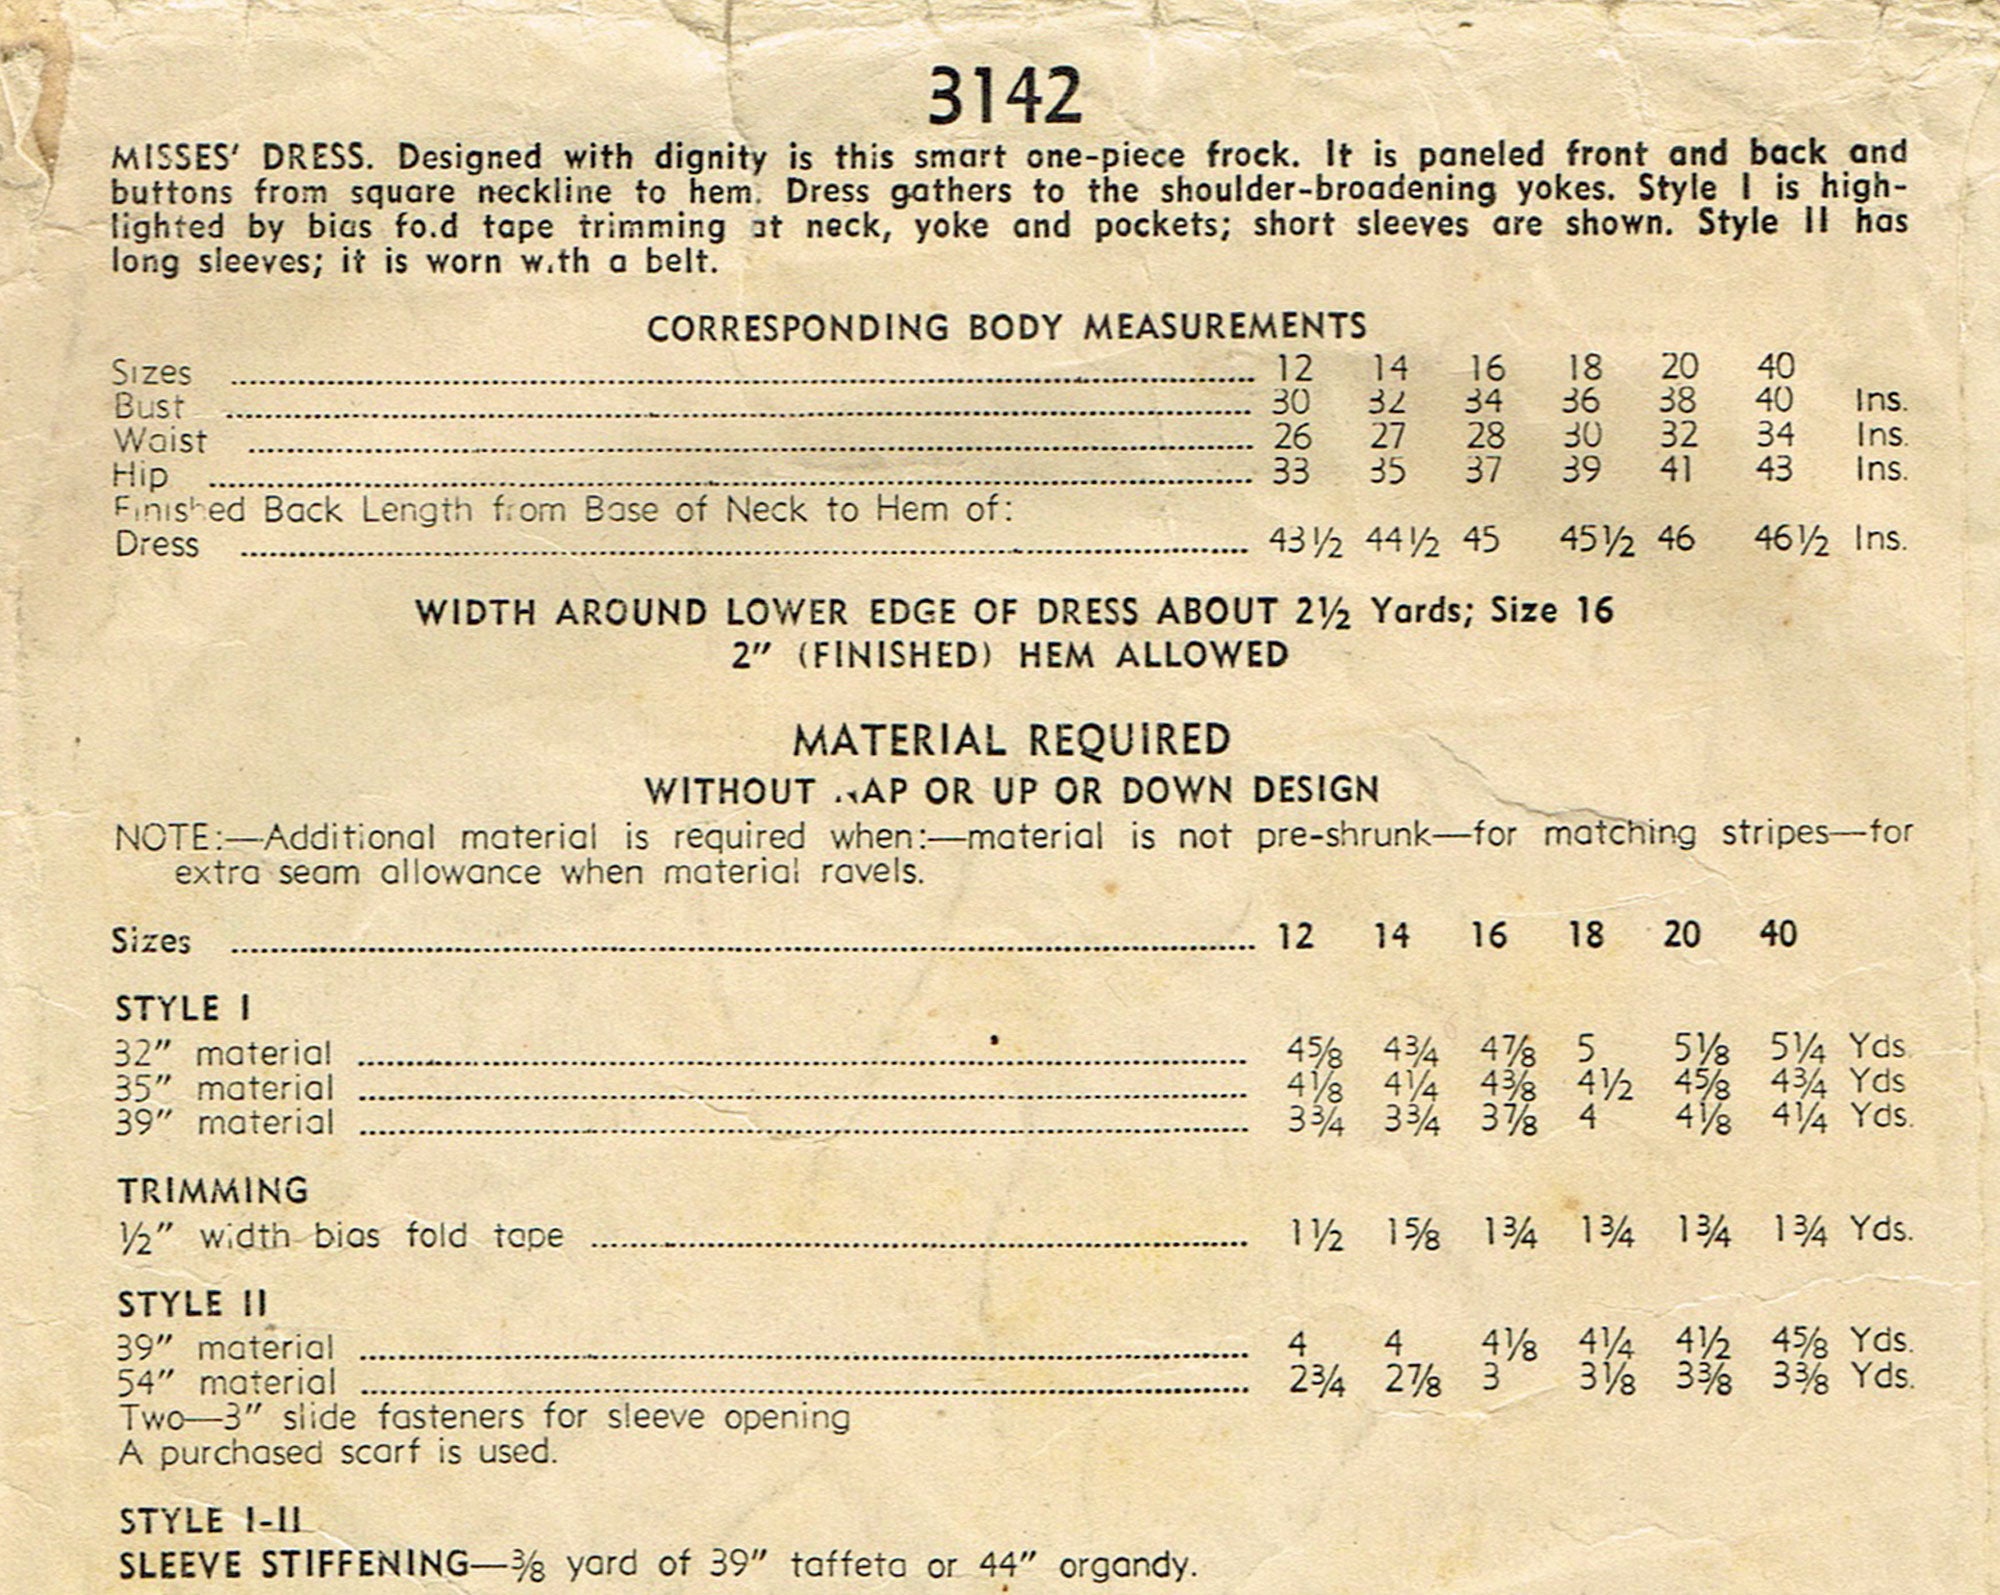 3142
MISSES' DRESS. Designed with dignity is this smart one-piece frock. It is paneled front and back and
buttons from square neckline to hem. Dress gathers to the shoulder-broadening yokes. Style I is high-
lighted by bias fold tape trimming at neck, yoke and pockets; short sleeves are shown. Style II has
long sleeves; it is worn with a belt.
CORRESPONDING BODY MEASUREMENTS
Sizes 12 14 16 18 20 40
Bust 30 32 34 36 38 40 Ins.
Waist 26 27 28 30 32 34 Ins.
Hip 33 35 37 39 41 43 Ins.
Finished Back Length from Base of Neck to Hem of:
Dress 43½ 44½ 45 45½ 46 46½ Ins.
WIDTH AROUND LOWER EDGE OF DRESS ABOUT 2½ Yards; Size 16
2" (FINISHED) HEM ALLOWED
MATERIAL REQUIRED
WITHOUT NAP OR UP OR DOWN DESIGN
NOTE:—Additional material is required when:—material is not pre-shrunk—for matching stripes—for
extra seam allowance when material ravels.
Sizes 12 14 16 18 20 40
STYLE I
32" material 4⅝ 4¾ 4⅞ 5 5⅛ 5¼ Yds.
35" material 4⅛ 4¼ 4⅜ 4½ 4⅝ 4¾ Yds
39" material 3¾ 3¾ 3⅞ 4 4⅛ 4¼ Yds.
TRIMMING
½" width bias fold tape 1½ 1⅝ 1¾ 1¾ 1¾ 1¾ Yds.
STYLE II
39" material 4 4 4⅛ 4¼ 4½ 4⅝ Yds.
54" material 2¾ 2⅞ 3 3⅛ 3⅜ 3⅜ Yds.
Two—3" slide fasteners for sleeve opening
A purchased scarf is used.
STYLE I-II
SLEEVE STIFFENING—⅜ yard of 39" taffeta or 44" organdy.